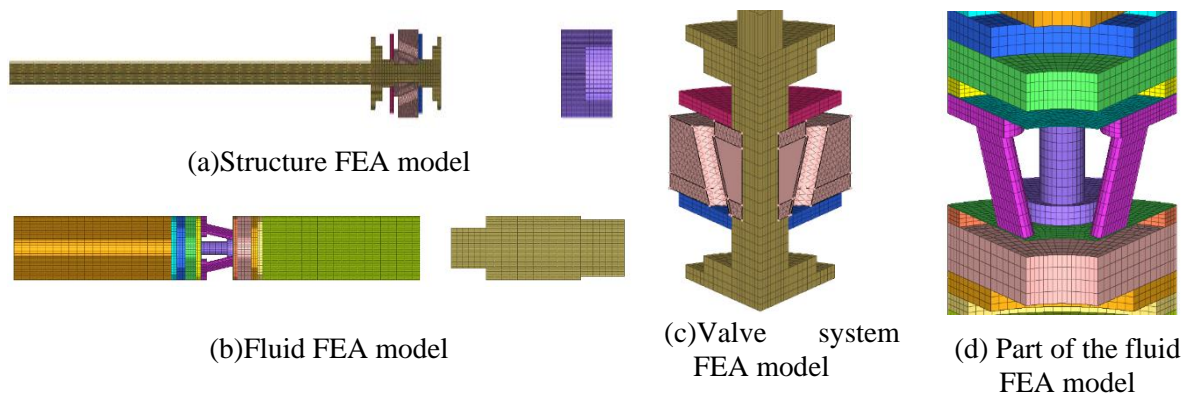 (a)Structure FEA model
(b)Fluid FEA model
(c)Valve system
FEA model
(d) Part of the fluid
FEA model